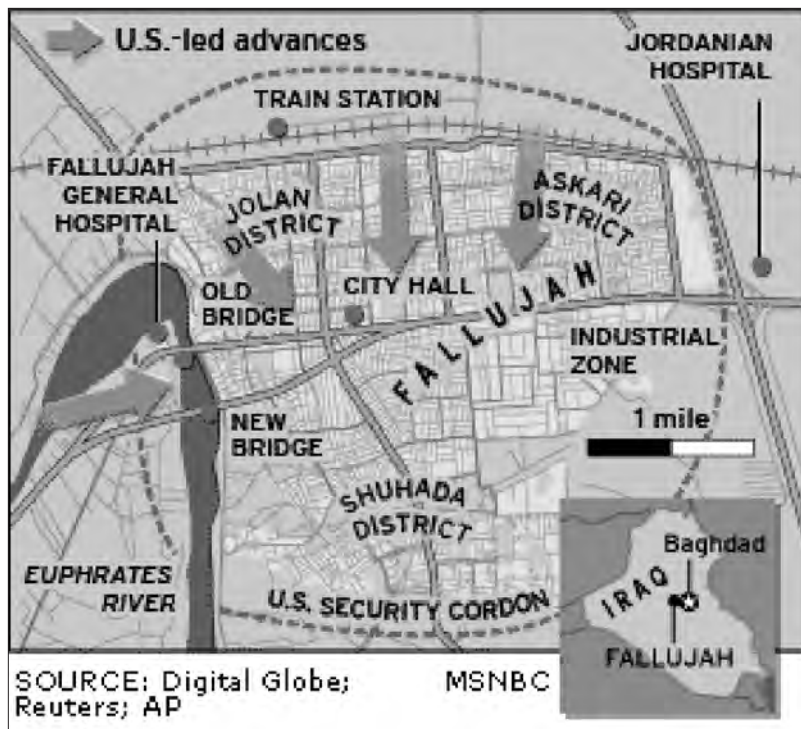 U.S.-led advances
JORDANIAN
HOSPITAL
TRAIN STATION
FALLUJAH
GENERAL
HOSPITAL
JOLAN
DISTRICT
ASKARI
DISTRICT
OLD
BRIDGE
CITY HALL
FALLUJAH
INDUSTRIAL
ZONE
1 mile
NEW
BRIDGE
SHUHADA
DISTRICT
EUPHRATES
RIVER
U.S. SECURITY CORDON
Baghdad
IRAQ
FALLUJAH
SOURCE: Digital Globe;
Reuters; AP
MSNBC